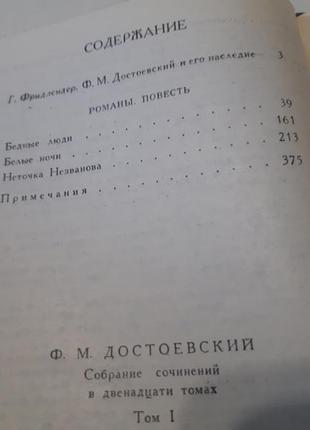 СОДЕРЖАНИЕ
Г. Фридлендер. Ф. М. Достоевский и его наследие 3
РОМАНЫ. ПОВЕСТЬ
Бедные люди 39
Белые ночи 161
Неточка Незванова 213
Примечания 375
Ф. М. ДОСТОЕВСКИЙ
Собрание сочинений
в двенадцати томах
Том I